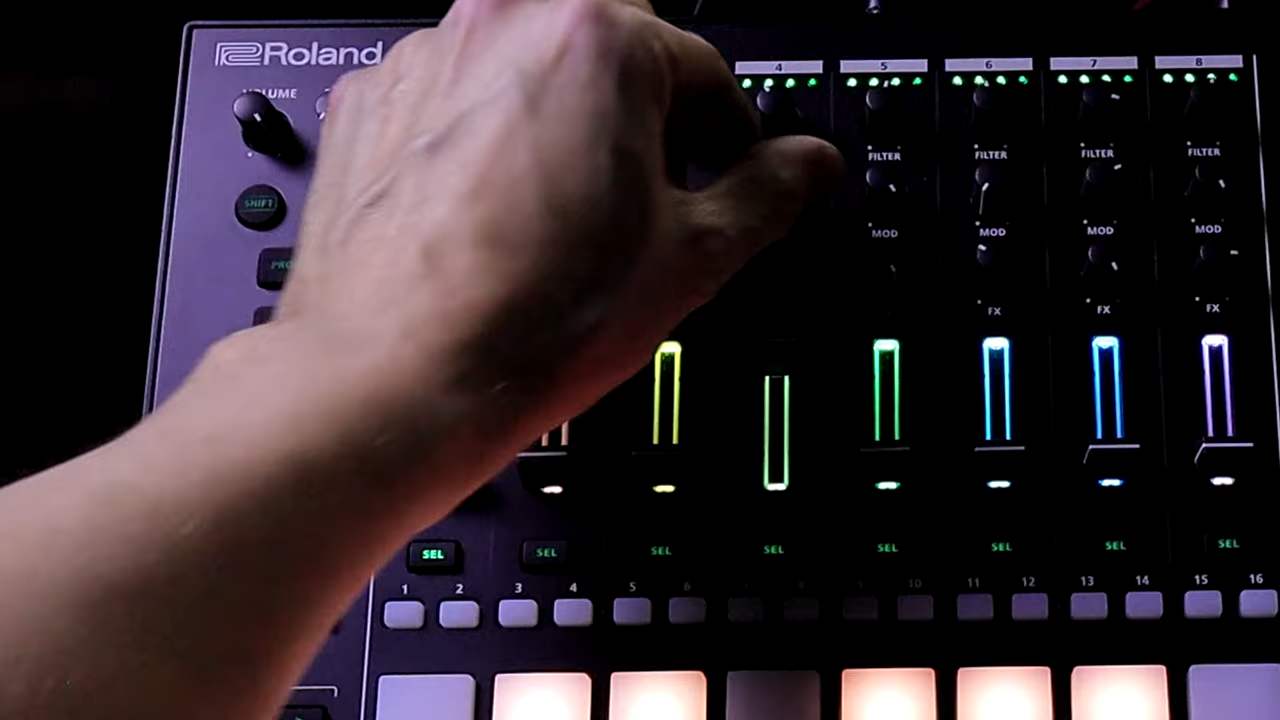 Roland
VOLUME
4 5 6 7 8
SHIFT
FILTER FILTER FILTER FILTER
MOD MOD MOD MOD
FX FX FX
SEL SEL SEL SEL SEL SEL SEL SEL
1 2 3 4 5 6 10 11 12 13 14 15 16